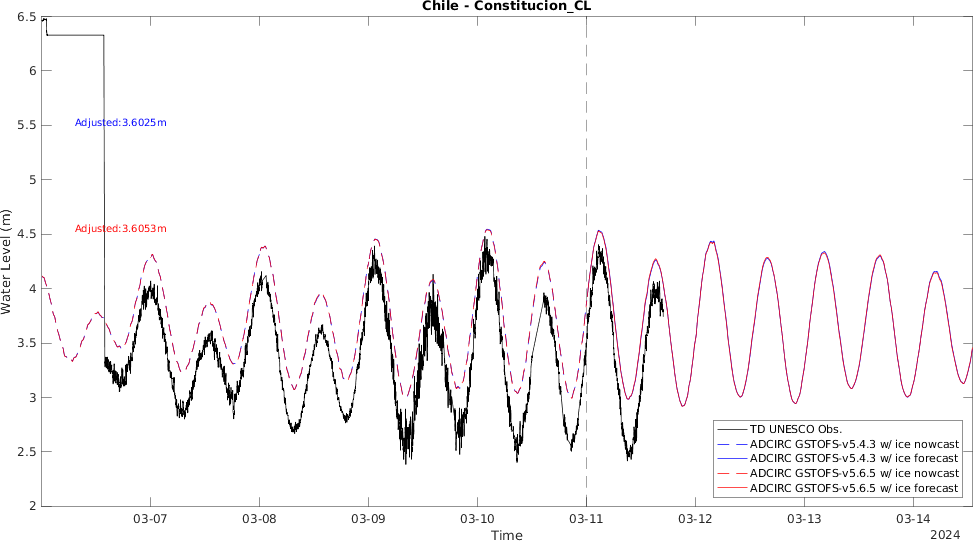 Chile - Constitucion_CL
6.5
6
5.5
5
4.5
4
3.5
3
2.5
2
Water Level (m)
Adjusted:3.6025m
Adjusted:3.6053m
TD UNESCO Obs.
ADCIRC GSTOFS-v5.4.3 w/ ice nowcast
ADCIRC GSTOFS-v5.4.3 w/ ice forecast
ADCIRC GSTOFS-v5.6.5 w/ ice nowcast
ADCIRC GSTOFS-v5.6.5 w/ ice forecast
03-07 03-08 03-09 03-10 03-11 03-12 03-13 03-14
Time
2024